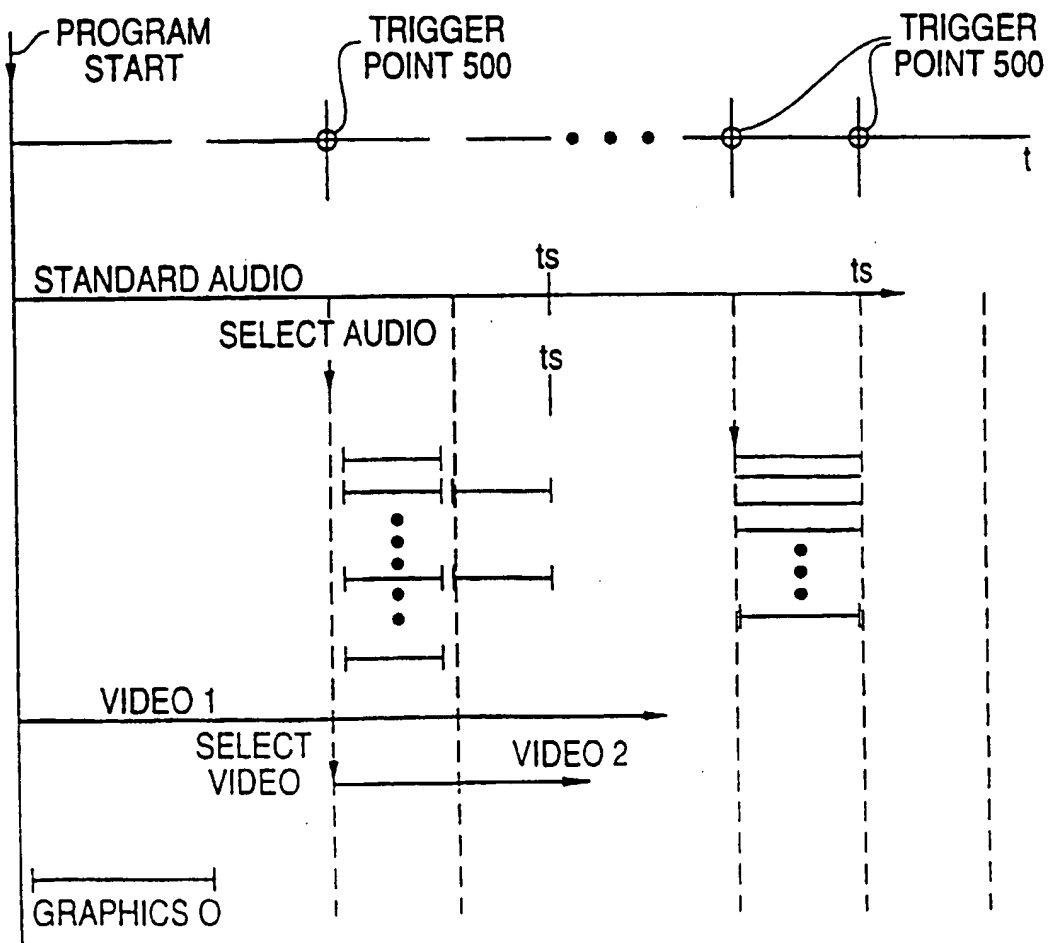 PROGRAM
START
TRIGGER
POINT 500
TRIGGER
POINT 500
t
STANDARD AUDIO
ts
ts
SELECT AUDIO
ts
VIDEO 1
SELECT
VIDEO
VIDEO 2
GRAPHICS O